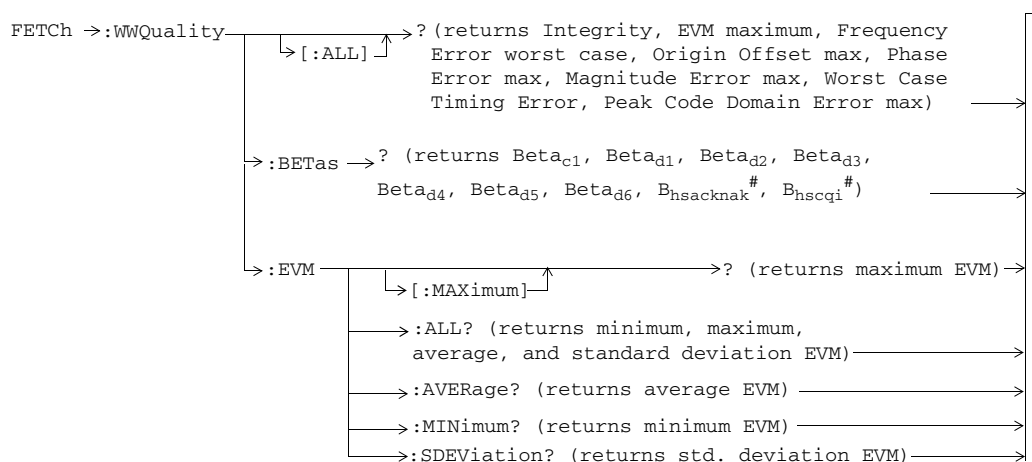 FETCh :WWQuality ? (returns Integrity, EVM maximum, Frequency
[:ALL] Error worst case, Origin Offset max, Phase
Error max, Magnitude Error max, Worst Case
Timing Error, Peak Code Domain Error max)
:BETas ? (returns Betac1, Betad1, Betad2, Betad3,
Betad4, Betad5, Betad6, Bhsacknak#, Bhscqi#)
:EVM ? (returns maximum EVM)
[:MAXimum]
:ALL? (returns minimum, maximum,
average, and standard deviation EVM)
:AVERage? (returns average EVM)
:MINimum? (returns minimum EVM)
:SDEViation? (returns std. deviation EVM)